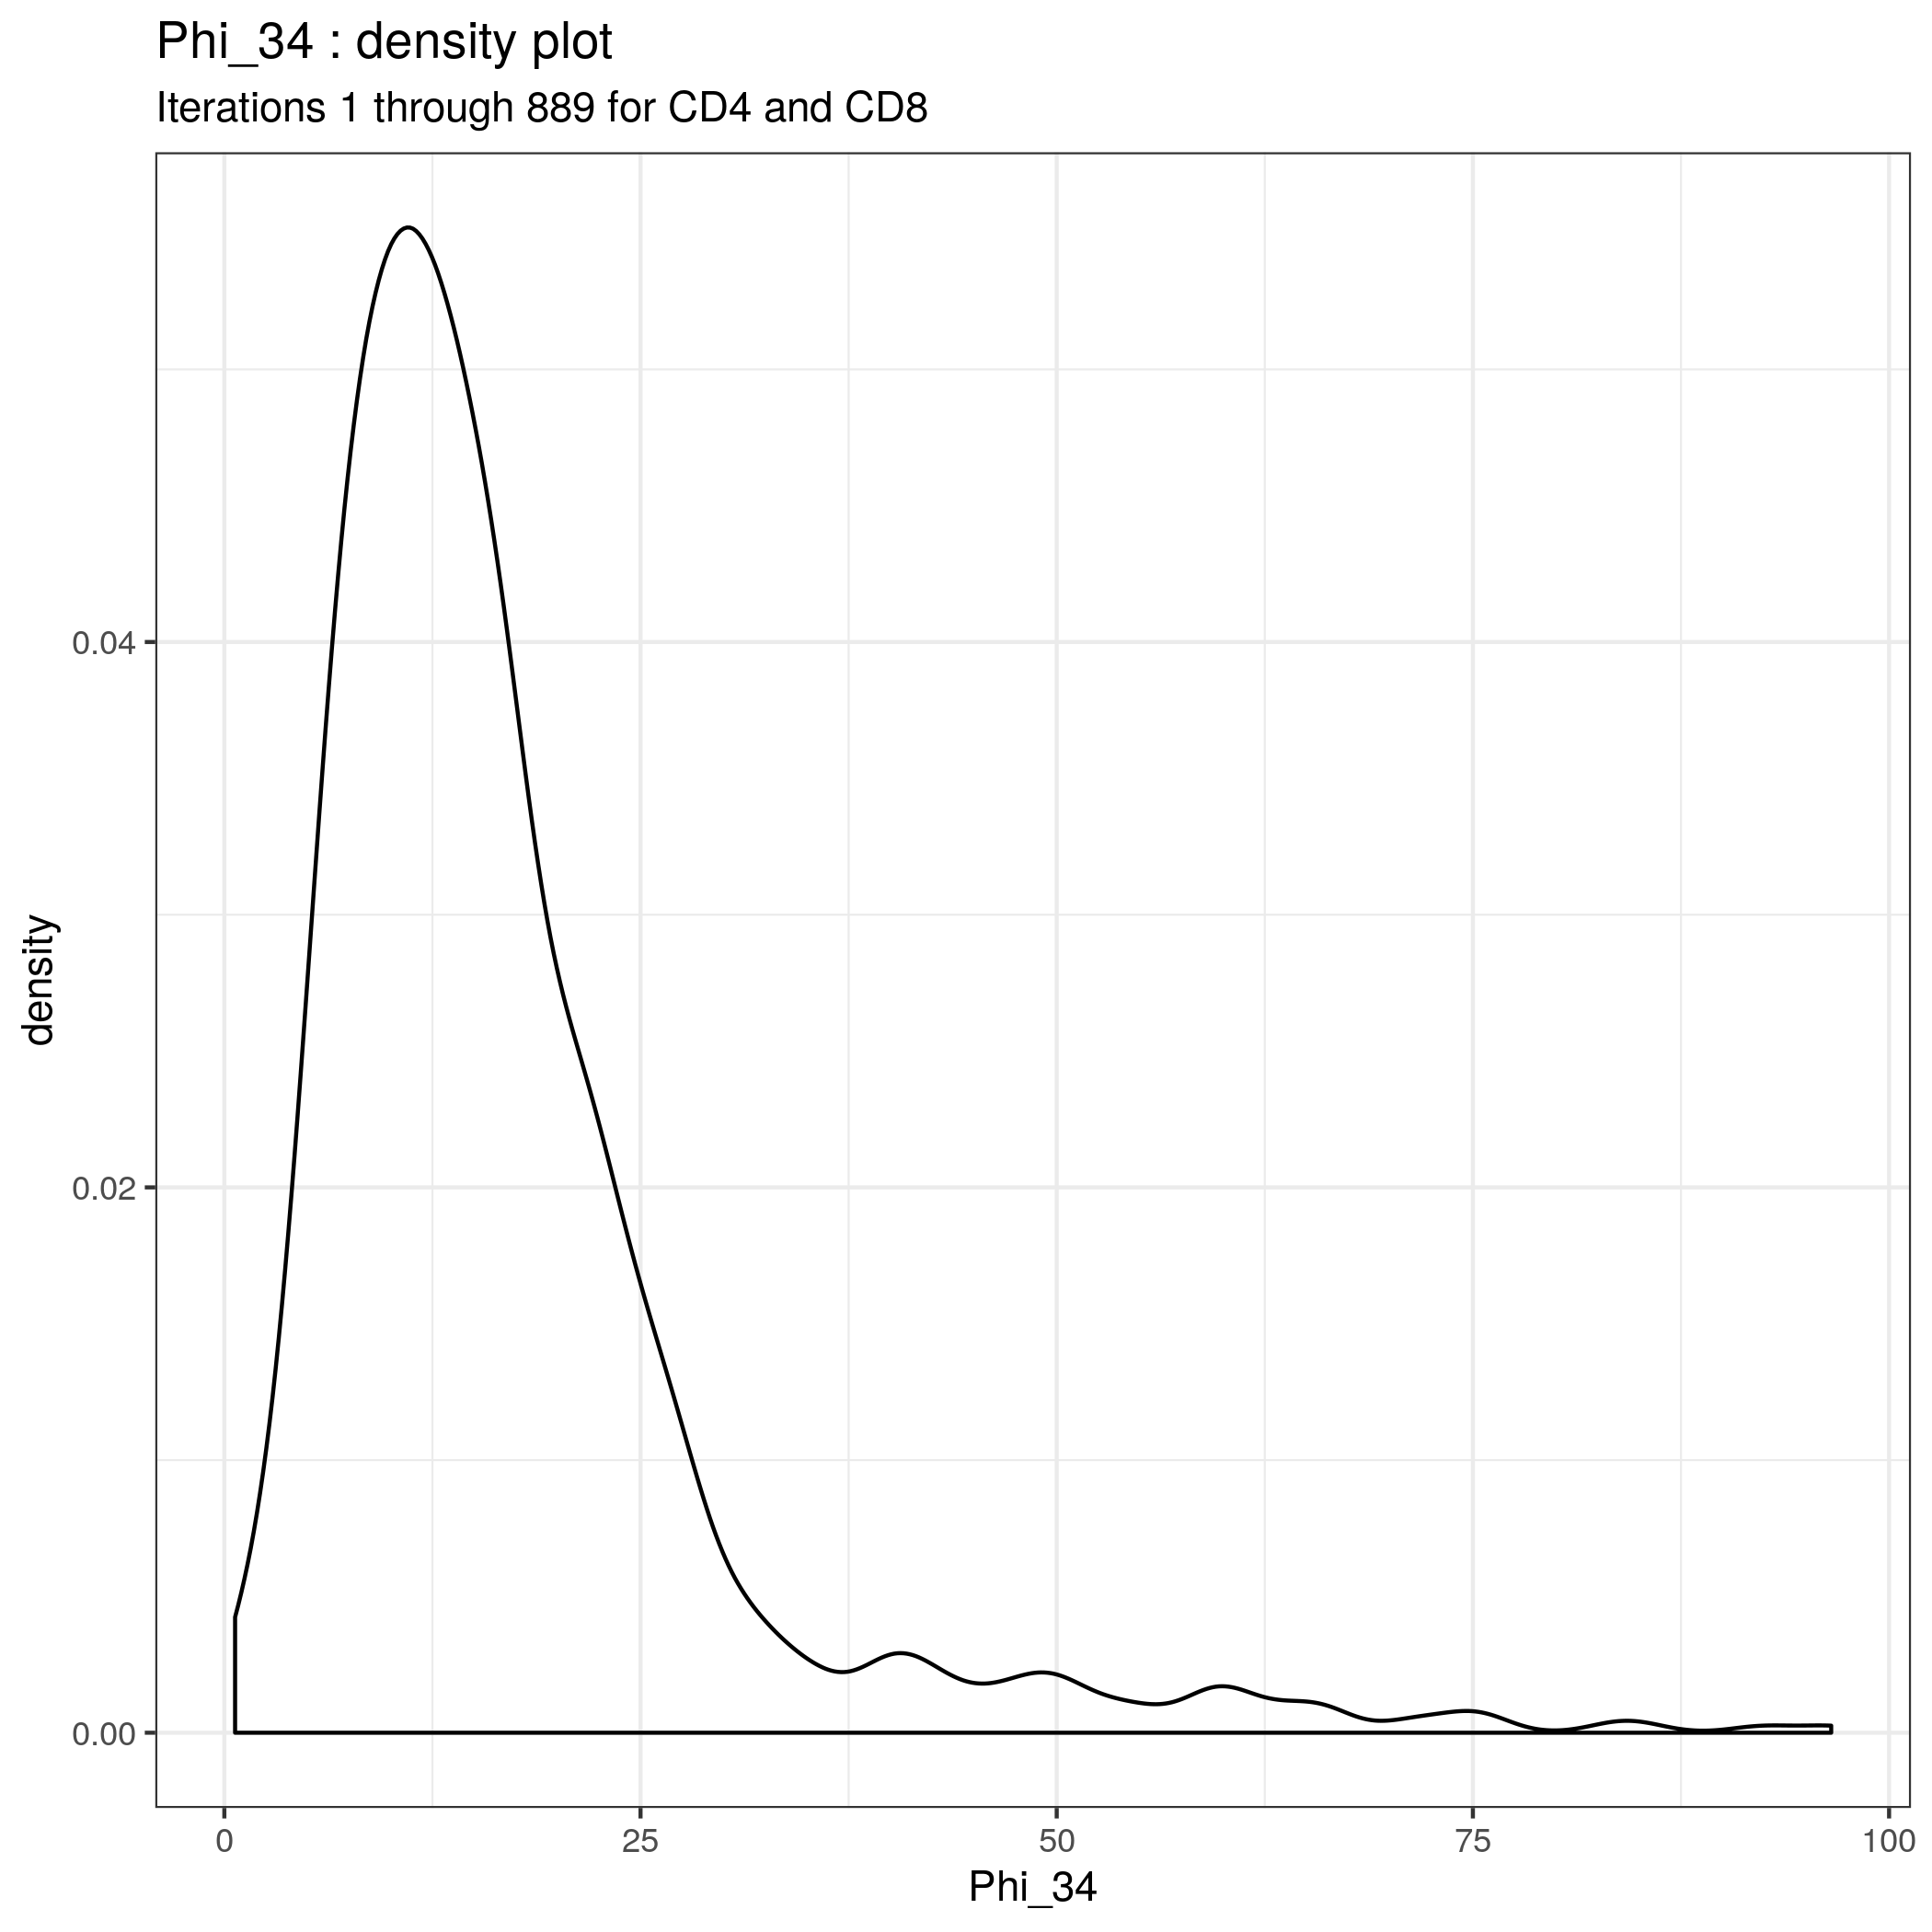 Phi_34 : density plot
Iterations 1 through 889 for CD4 and CD8
density
0.04
0.02
0.00
0 25 50 75 100
Phi_34